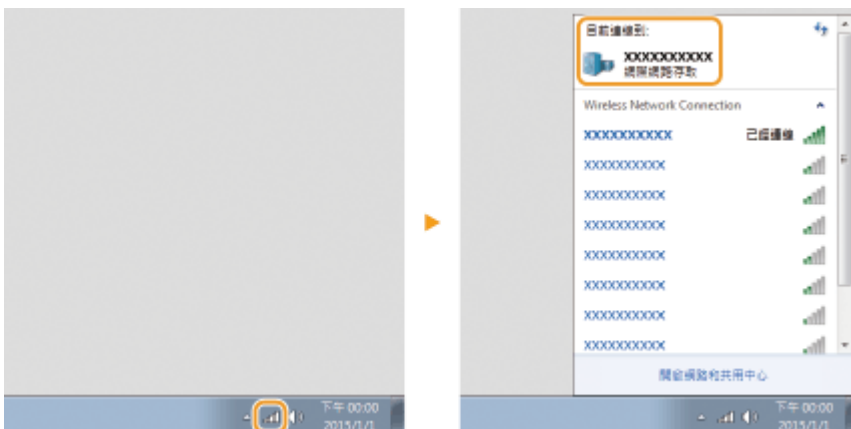 下午 00:00
2015/1/1
目前連線到:
XXXXXXXXXX
網際網路存取
Wireless Network Connection
XXXXXXXXXX 已經連線
XXXXXXXXXX
XXXXXXXXXX
XXXXXXXXXX
XXXXXXXXXX
XXXXXXXXXX
XXXXXXXXXX
XXXXXXXXXX
開啟網路和共用中心
下午 00:00
2015/1/1